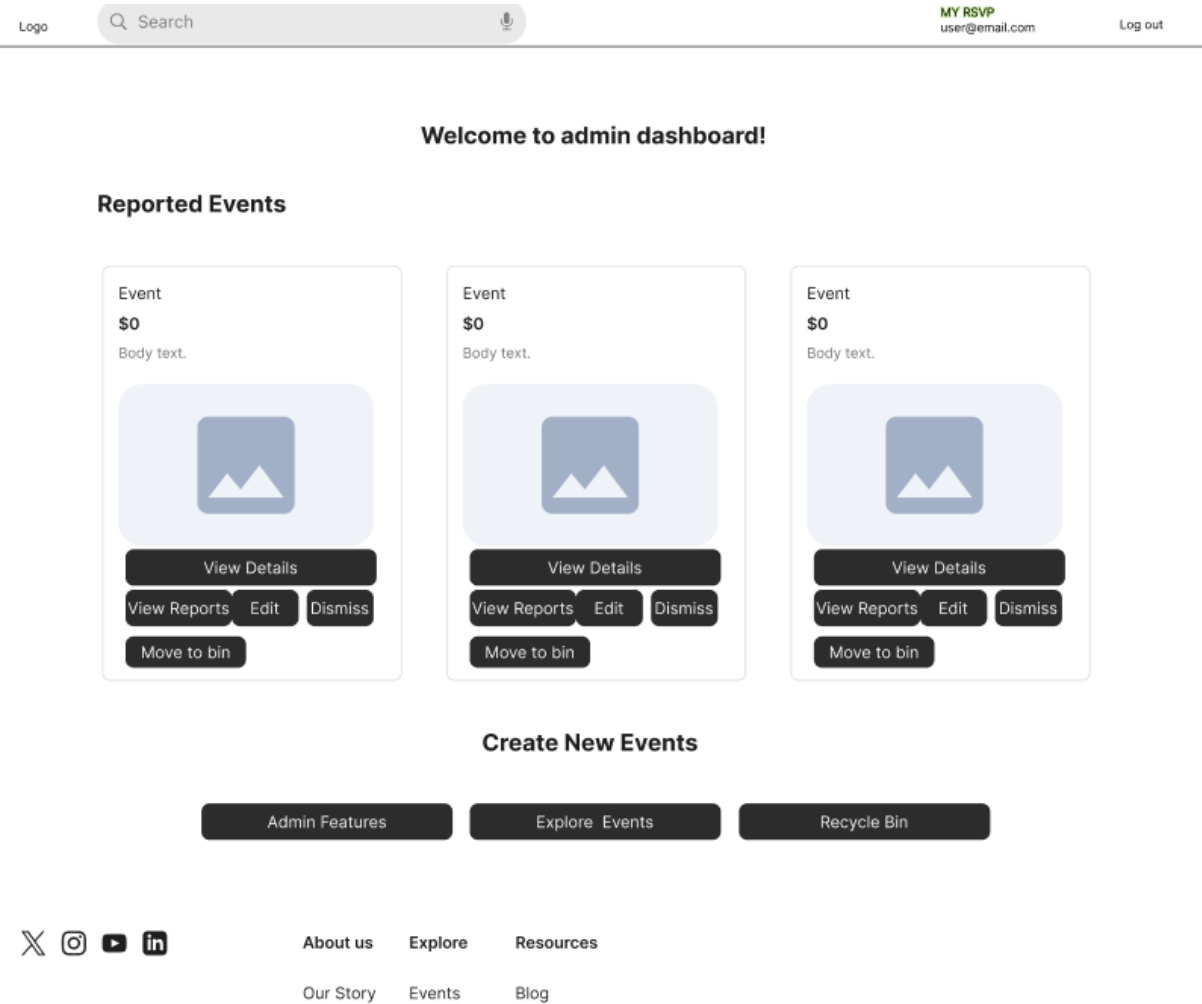 Logo
Search
MY RSVP
user@email.com
Log out
Welcome to admin dashboard!
Reported Events
Event
$0
Body text.
View Details
View Reports
Edit
Dismiss
Move to bin
Event
$0
Body text.
View Details
View Reports
Edit
Dismiss
Move to bin
Event
$0
Body text.
View Details
View Reports
Edit
Dismiss
Move to bin
Create New Events
Admin Features
Explore Events
Recycle Bin
About us
Explore
Resources
Our Story
Events
Blog